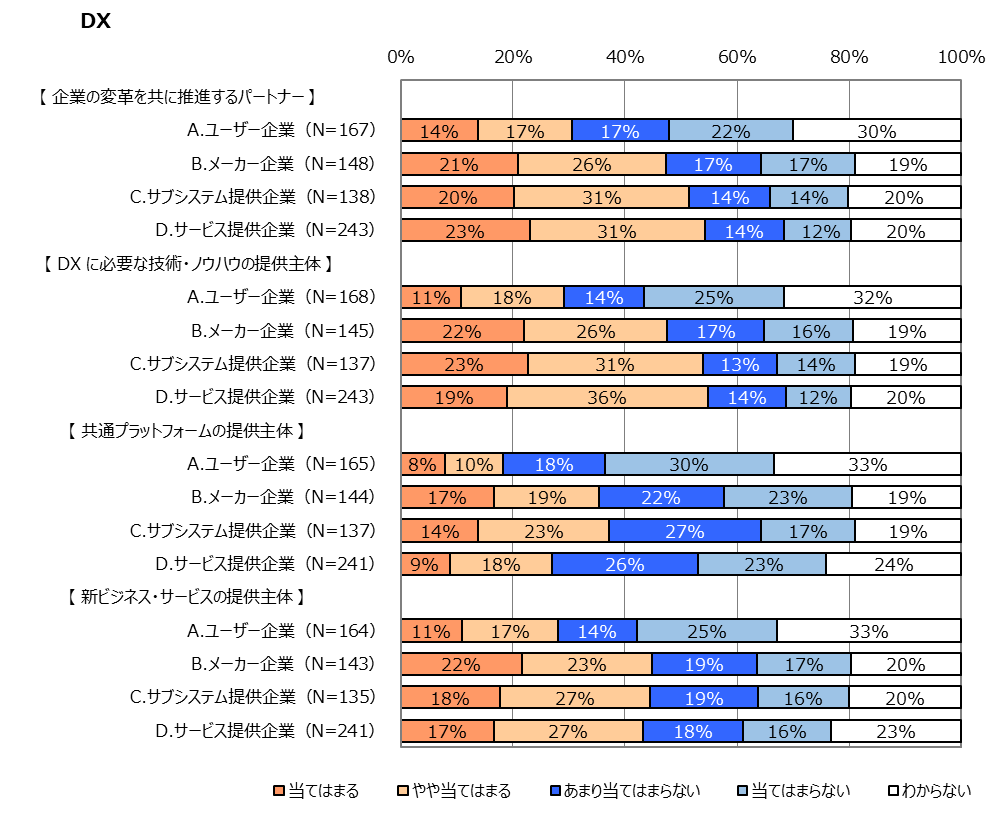 DX
0% 20% 40% 60% 80% 100%
【 企業の変革を共に推進するパートナー 】
A.ユーザー企業（N=167） 14% 17% 17% 22% 30%
B.メーカー企業（N=148） 21% 26% 17% 17% 19%
C.サブシステム提供企業（N=138） 20% 31% 14% 14% 20%
D.サービス提供企業（N=243） 23% 31% 14% 12% 20%
【 DX に必要な技術・ノウハウの提供主体 】
A.ユーザー企業（N=168） 11% 18% 14% 25% 32%
B.メーカー企業（N=145） 22% 26% 17% 16% 19%
C.サブシステム提供企業（N=137） 23% 31% 13% 14% 19%
D.サービス提供企業（N=243） 19% 36% 14% 12% 20%
【 共通プラットフォームの提供主体 】
A.ユーザー企業（N=165） 8% 10% 18% 30% 33%
B.メーカー企業（N=144） 17% 19% 22% 23% 19%
C.サブシステム提供企業（N=137） 14% 23% 27% 17% 19%
D.サービス提供企業（N=241） 9% 18% 26% 23% 24%
【 新ビジネス・サービスの提供主体 】
A.ユーザー企業（N=164） 11% 17% 14% 25% 33%
B.メーカー企業（N=143） 22% 23% 19% 17% 20%
C.サブシステム提供企業（N=135） 18% 27% 19% 16% 20%
D.サービス提供企業（N=241） 17% 27% 18% 16% 23%
当てはまる やや当てはまる あまり当てはまらない 当てはまらない わからない